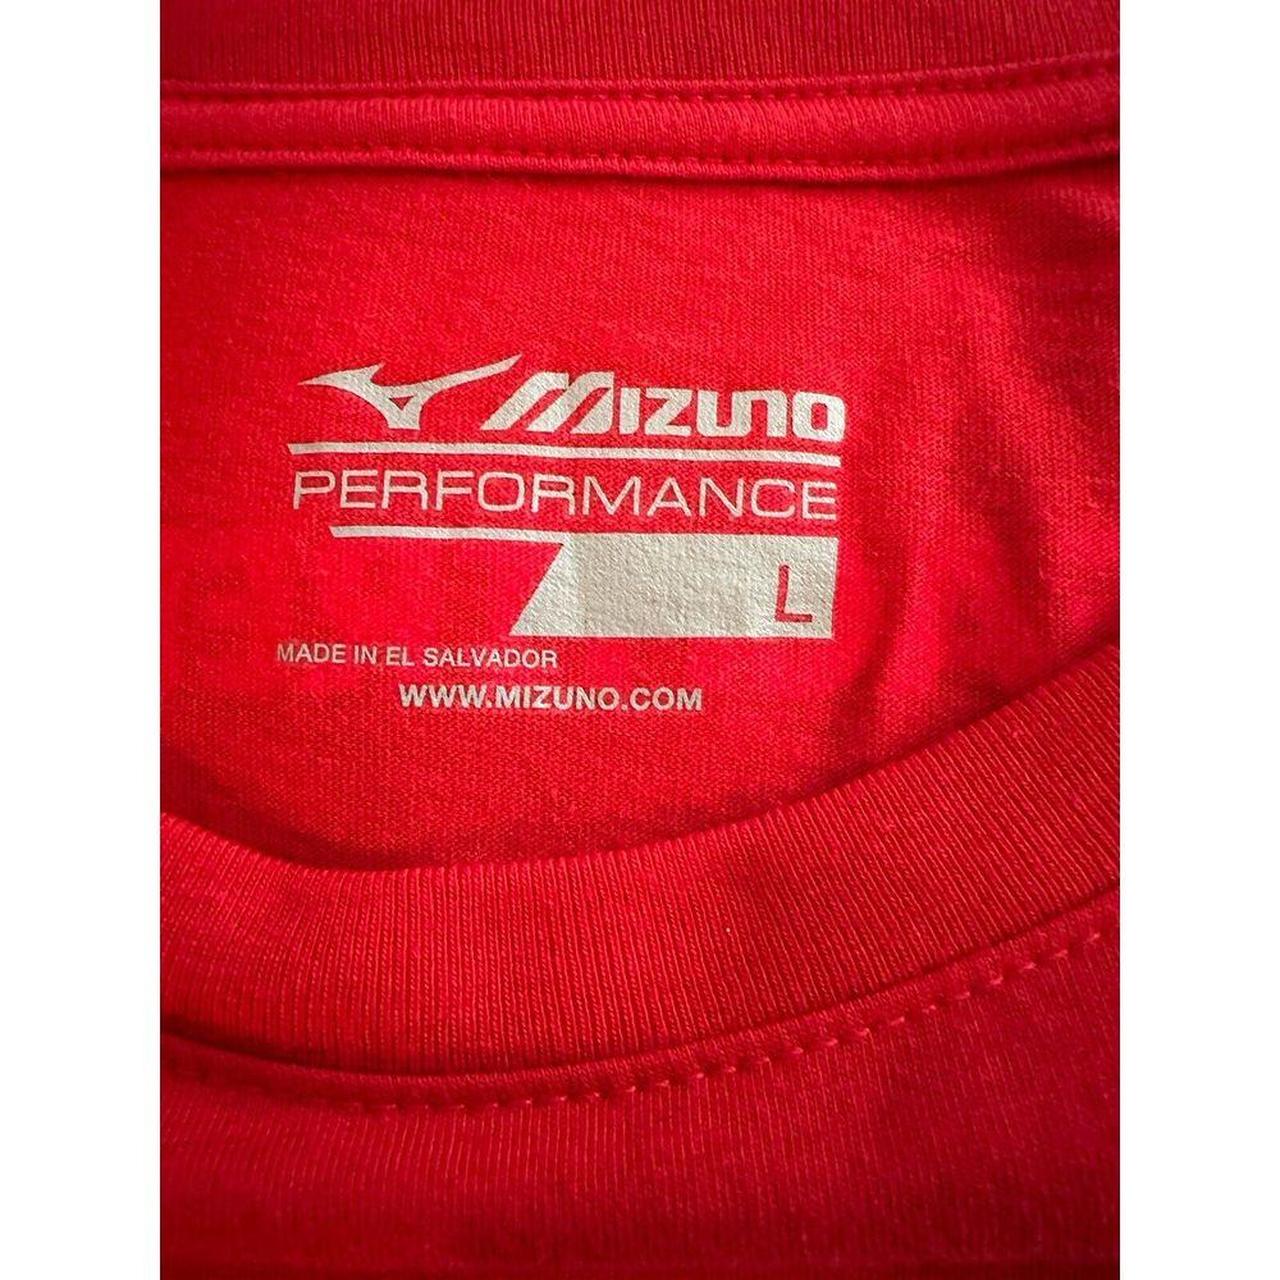 MIZUNO
PERFORMANCE
L
MADE IN EL SALVADOR
WWW.MIZUNO.COM